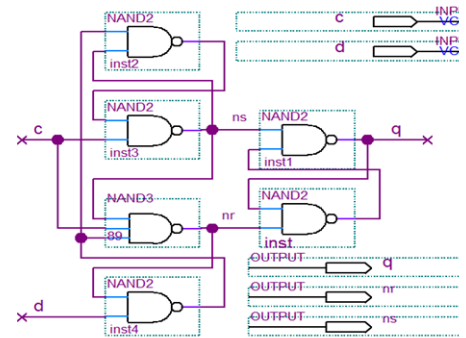 NAND2
inst2
c
INP
VC
d
INP
VC
NAND2
inst3
ns
NAND2
inst1
q
c
NAND3
89
nr
inst
OUTPUT
q
NAND2
inst4
d
OUTPUT
nr
OUTPUT
ns